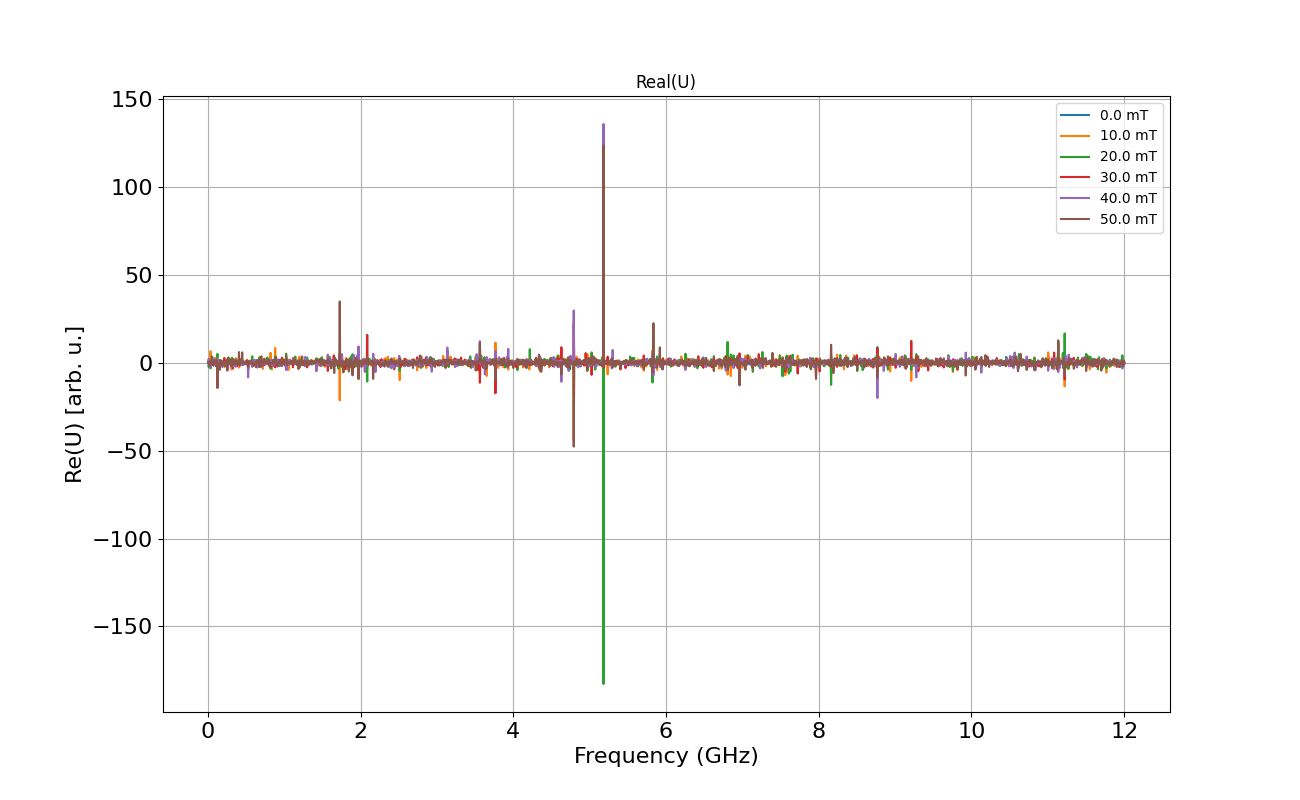 Real(U)
150
100
50
0
−50
−100
−150
Re(U) [arb. u.]
0.0 mT
10.0 mT
20.0 mT
30.0 mT
40.0 mT
50.0 mT
0 2 4 6 8 10 12
Frequency (GHz)